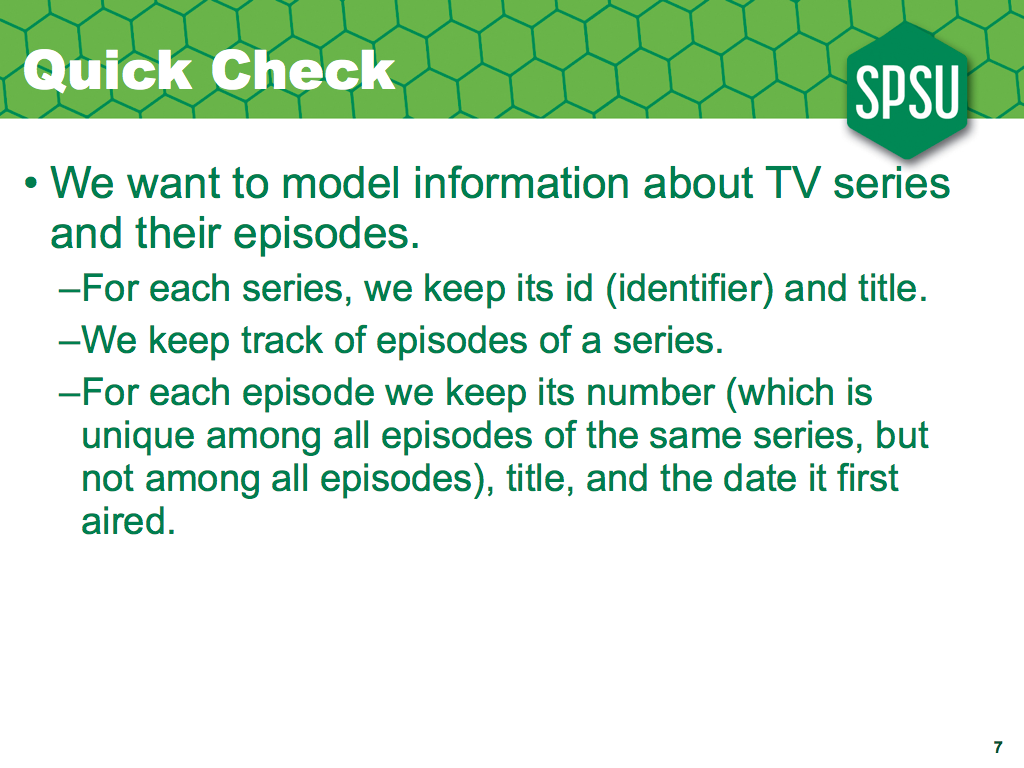 Quick Check
SPSU
• We want to model information about TV series
and their episodes.
–For each series, we keep its id (identifier) and title.
–We keep track of episodes of a series.
–For each episode we keep its number (which is
unique among all episodes of the same series, but
not among all episodes), title, and the date it first
aired.
7